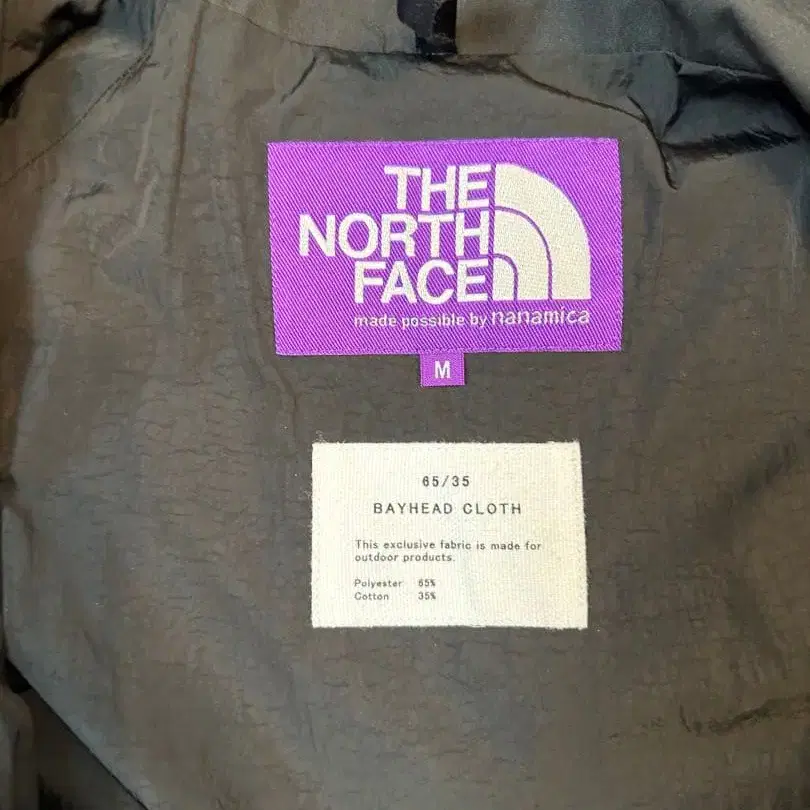 THE
NORTH
FACE
made possible by nanamica
M
65/35
BAYHEAD CLOTH
This exclusive fabric is made for
outdoor products.
Polyester 65%
Cotton 35%